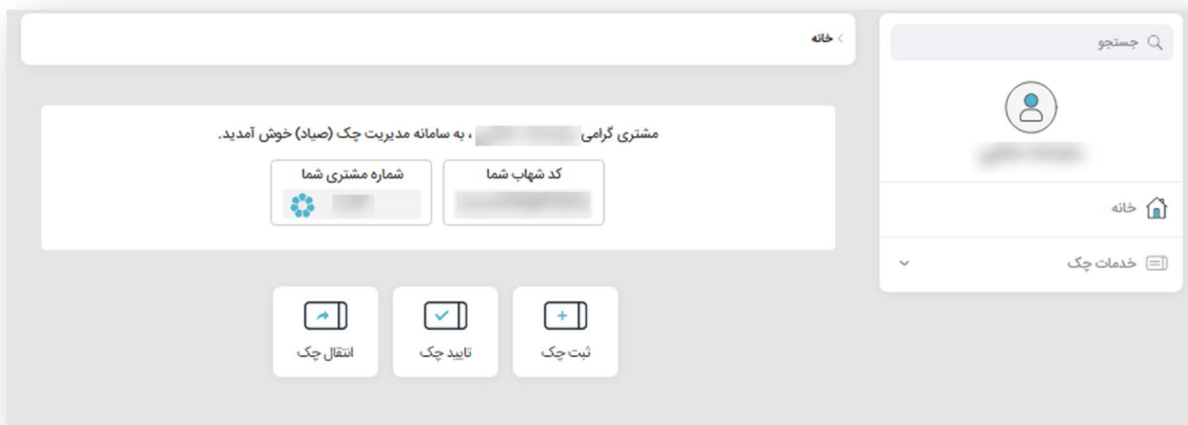 جستجو
خانه
خدمات چک
خانه
مشتری گرامی ، به سامانه مدیریت چک (صیاد) خوش آمدید.
کد شهاب شما
شماره مشتری شما
ثبت چک
تایید چک
انتقال چک